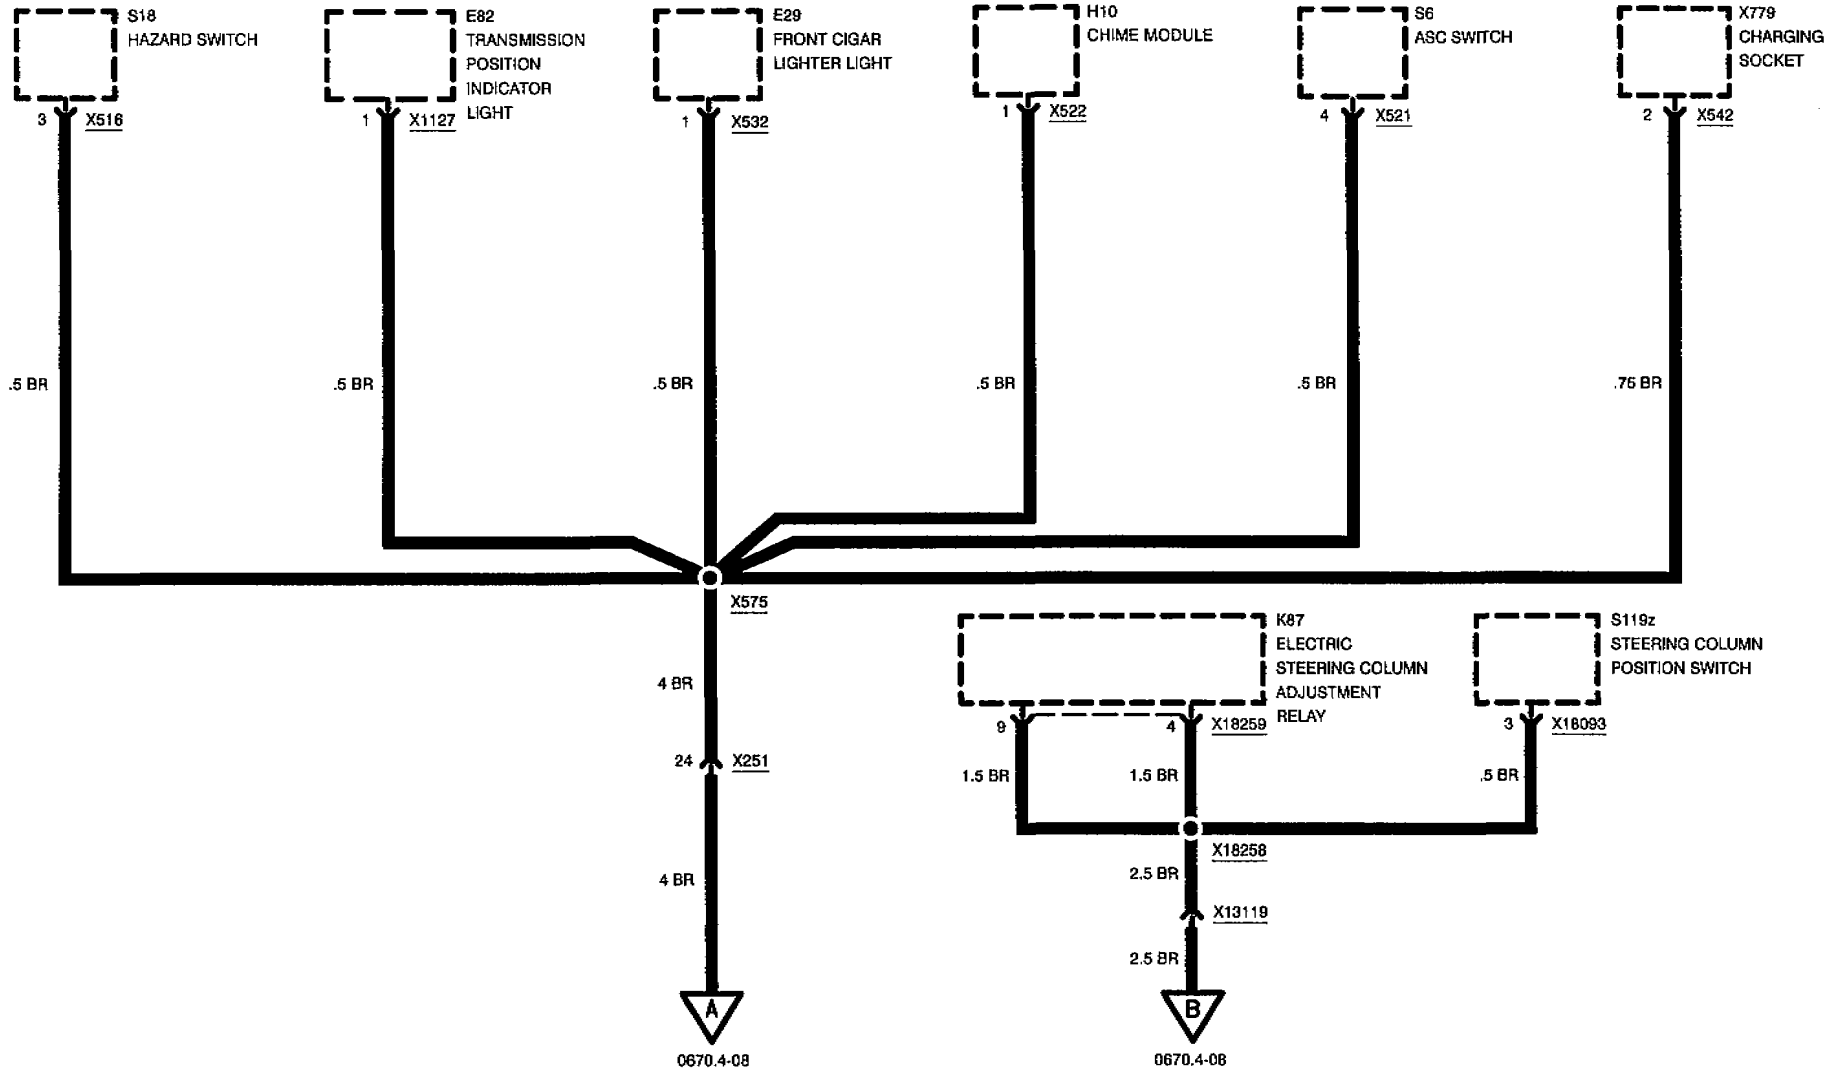 S18
HAZARD SWITCH
E82
TRANSMISSION
POSITION
INDICATOR
LIGHT
E29
FRONT CIGAR
LIGHTER LIGHT
H10
CHIME MODULE
S6
ASC SWITCH
X779
CHARGING
SOCKET
3 X516
1 X1127
1 X532
1 X522
4 X521
2 X542
.5 BR
.5 BR
.5 BR
.5 BR
.5 BR
.75 BR
X575
K87
ELECTRIC
STEERING COLUMN
ADJUSTMENT
RELAY
S119z
STEERING COLUMN
POSITION SWITCH
4 BR
9
4 X18259
3 X18093
24 X251
1.5 BR
1.5 BR
.5 BR
X18258
4 BR
2.5 BR
X13119
2.5 BR
A
B
0670.4-08
0670.4-08